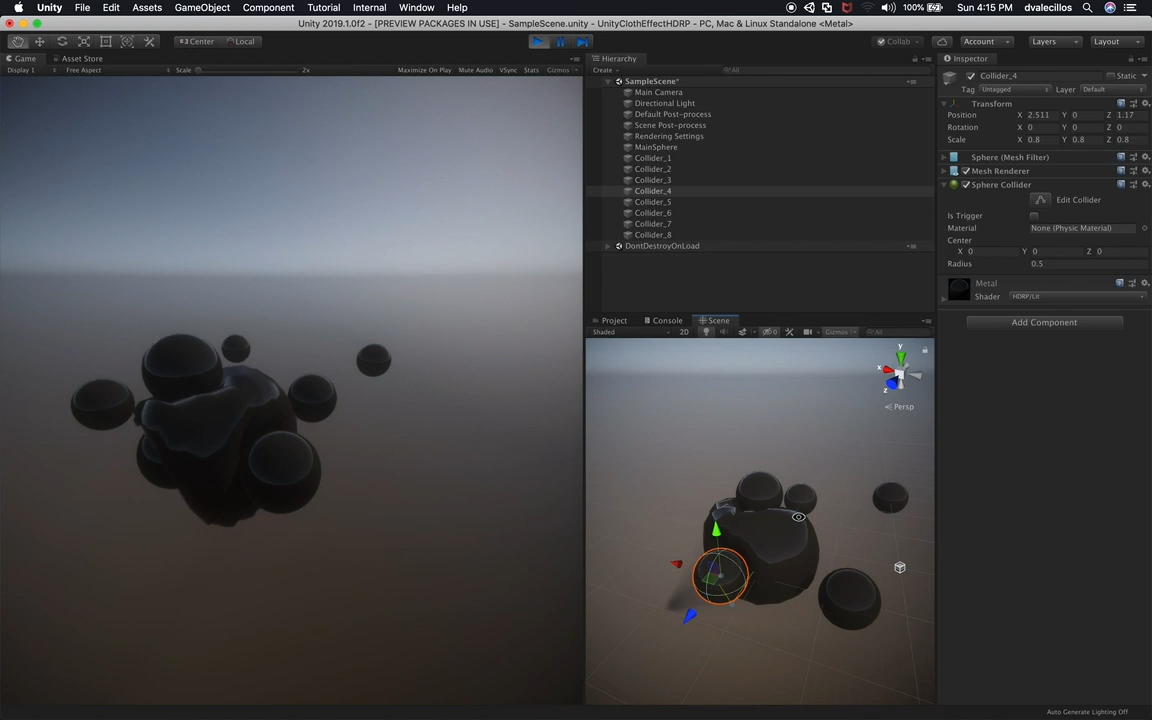 Unity File Edit Assets GameObject Component Tutorial Internal Window Help 100% Sun 4:15 PM dvalecillos
Unity 2019.1.0f2 - [PREVIEW PACKAGES IN USE] - SampleScene.unity - UnityClothEffectHDRP - PC, Mac & Linux Standalone <Metal>
Center Local Collab Account Layers Layout
Game Asset Store
Display 1 Free Aspect Scale 2x Maximize On Play Mute Audio VSync Stats Gizmos
Hierarchy
Create All
SampleScene*
Main Camera
Directional Light
Default Post-process
Scene Post-process
Rendering Settings
MainSphere
Collider_1
Collider_2
Collider_3
Collider_4
Collider_5
Collider_6
Collider_7
Collider_8
DontDestroyOnLoad
Project Console Scene
Shaded 2D 0 Gizmos All
y
x
z
Persp
Inspector
Collider_4 Static
Tag Untagged Layer Default
Transform
Position X 2.511 Y 0 Z 1.17
Rotation X 0 Y 0 Z 0
Scale X 0.8 Y 0.8 Z 0.8
Sphere (Mesh Filter)
Mesh Renderer
Sphere Collider
Edit Collider
Is Trigger
Material None (Physic Material)
Center
X 0 Y 0 Z 0
Radius 0.5
Metal
Shader HDRP/Lit
Add Component
Auto Generate Lighting Off